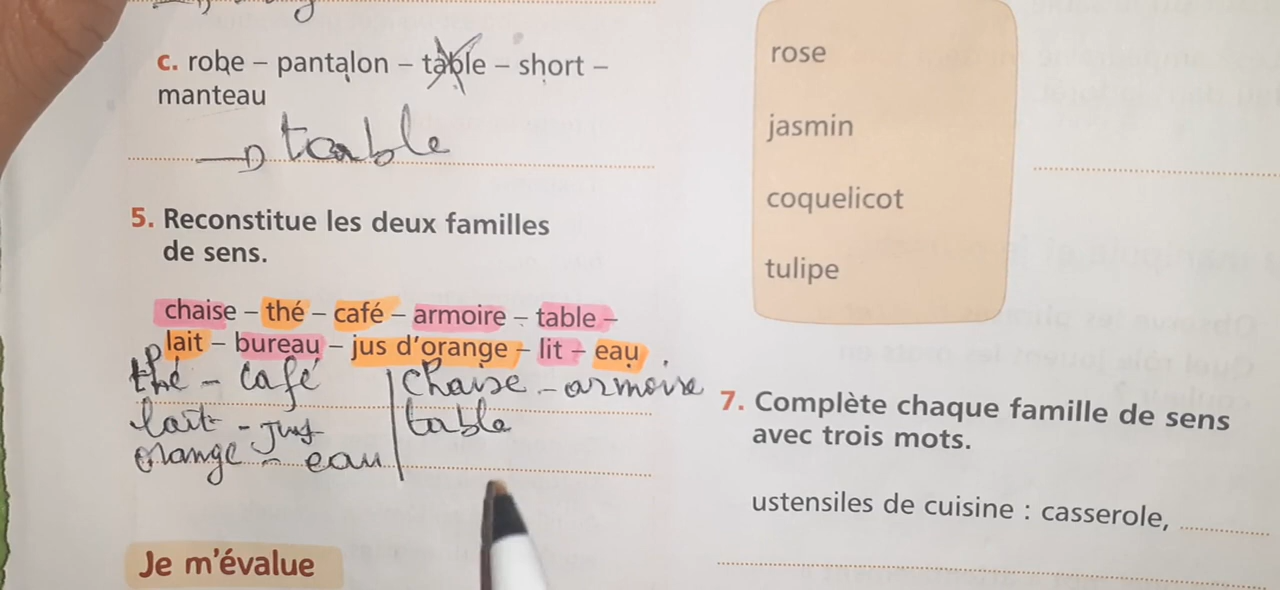 c. robe – pantalon – table – short –
manteau
table
5. Reconstitue les deux familles
de sens.
chaise – thé – café – armoire – table –
lait – bureau – jus d'orange – lit – eau
thé – café
lait – jus
orange – eau
chaise – armoire
table
Je m'évalue
rose
jasmin
coquelicot
tulipe
7. Complète chaque famille de sens
avec trois mots.
ustensiles de cuisine : casserole,